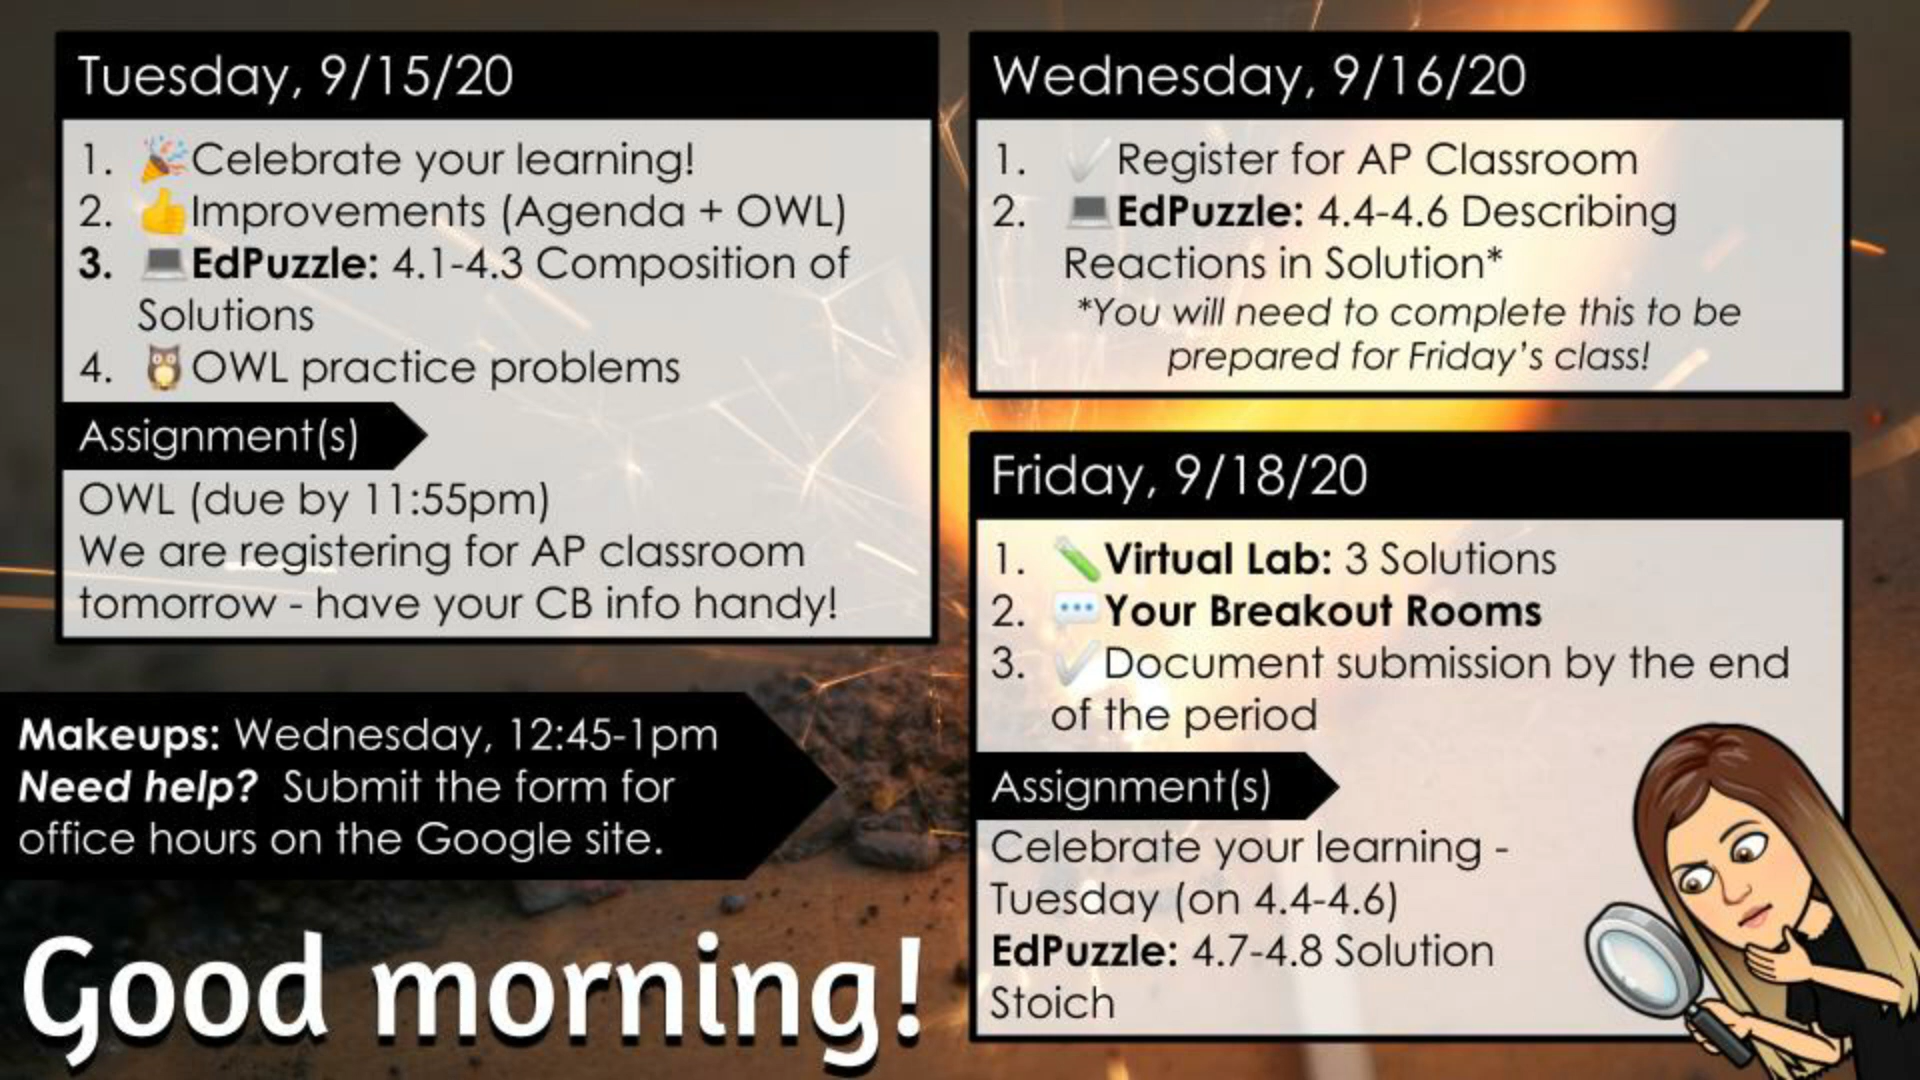 Tuesday, 9/15/20
1. 🎉Celebrate your learning!
2. 👍Improvements (Agenda + OWL)
3. 💻EdPuzzle: 4.1-4.3 Composition of
Solutions
4. 🦉OWL practice problems
Assignment(s)
OWL (due by 11:55pm)
We are registering for AP classroom
tomorrow - have your CB info handy!
Makeups: Wednesday, 12:45-1pm
Need help? Submit the form for
office hours on the Google site.
Good morning!
Wednesday, 9/16/20
1. ✔Register for AP Classroom
2. 💻EdPuzzle: 4.4-4.6 Describing
Reactions in Solution*
*You will need to complete this to be
prepared for Friday's class!
Friday, 9/18/20
1. 🧪Virtual Lab: 3 Solutions
2. 💬Your Breakout Rooms
3. ✔Document submission by the end
of the period
Assignment(s)
Celebrate your learning -
Tuesday (on 4.4-4.6)
EdPuzzle: 4.7-4.8 Solution
Stoich